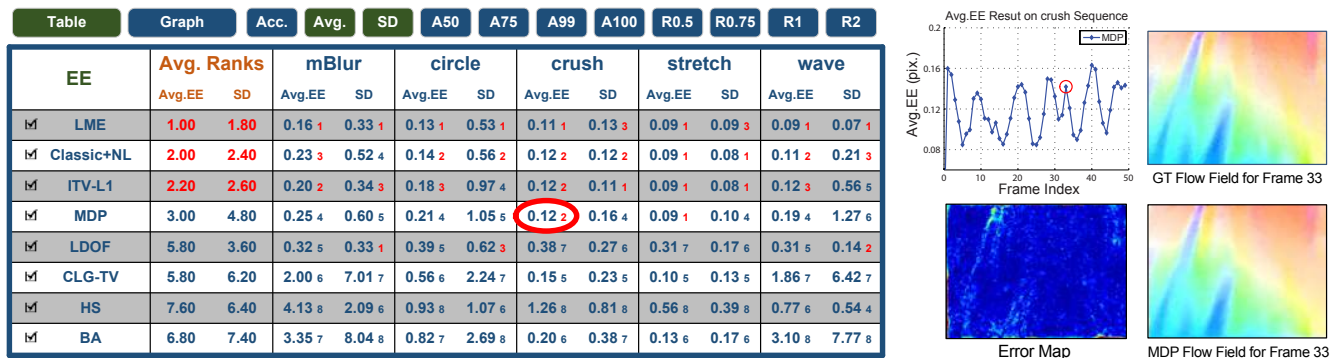 Table Graph Acc. Avg. SD A50 A75 A99 A100 R0.5 R0.75 R1 R2
EE Avg. Ranks mBlur circle crush stretch wave
Avg.EE SD Avg.EE SD Avg.EE SD Avg.EE SD Avg.EE SD Avg.EE SD
LME 1.00 1.80 0.16 1 0.33 1 0.13 1 0.53 1 0.11 1 0.13 3 0.09 1 0.09 3 0.09 1 0.07 1
Classic+NL 2.00 2.40 0.23 3 0.52 4 0.14 2 0.56 2 0.12 2 0.12 2 0.09 1 0.08 1 0.11 2 0.21 3
ITV-L1 2.20 2.60 0.20 2 0.34 3 0.18 3 0.97 4 0.12 2 0.11 1 0.09 1 0.08 1 0.12 3 0.56 5
MDP 3.00 4.80 0.25 4 0.60 5 0.21 4 1.05 5 0.12 2 0.16 4 0.09 1 0.10 4 0.19 4 1.27 6
LDOF 5.80 3.60 0.32 5 0.33 1 0.39 5 0.62 3 0.38 7 0.27 6 0.31 7 0.17 6 0.31 5 0.14 2
CLG-TV 5.80 6.20 2.00 6 7.01 7 0.56 6 2.24 7 0.15 5 0.23 5 0.10 5 0.13 5 1.86 7 6.42 7
HS 7.60 6.40 4.13 8 2.09 6 0.93 8 1.07 6 1.26 8 0.81 8 0.56 8 0.39 8 0.77 6 0.54 4
BA 6.80 7.40 3.35 7 8.04 8 0.82 7 2.69 8 0.20 6 0.38 7 0.13 6 0.17 6 3.10 8 7.77 8
Avg.EE Resut on crush Sequence
MDP
Avg.EE (pix.)
0.2
0.16
0.12
0.08
0 10 20 30 40 50
Frame Index
GT Flow Field for Frame 33
Error Map
MDP Flow Field for Frame 33